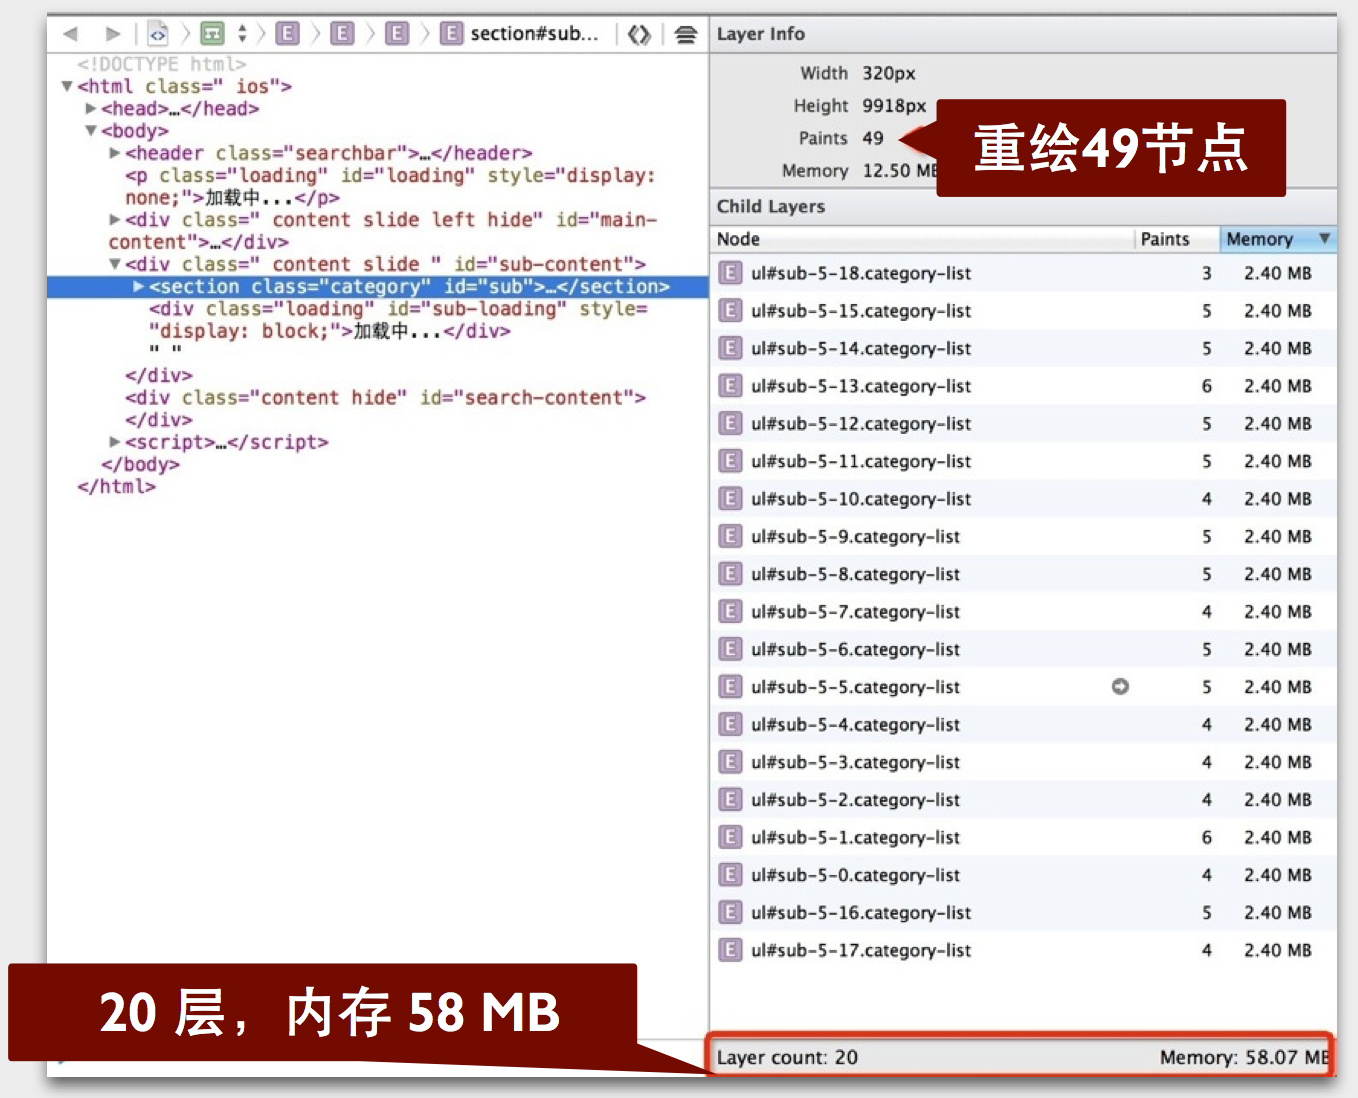 section#sub...
<!DOCTYPE html>
<html class=" ios">
<head>…</head>
<body>
<header class="searchbar">…</header>
<p class="loading" id="loading" style="display:
none;">加载中...</p>
<div class=" content slide left hide" id="main-
content">…</div>
<div class=" content slide " id="sub-content">
<section class="category" id="sub">…</section>
<div class="loading" id="sub-loading" style=
"display: block;">加载中...</div>
" "
</div>
<div class="content hide" id="search-content">
</div>
<script>…</script>
</body>
</html>
Layer Info
Width 320px
Height 9918px
Paints 49
Memory 12.50 MB
重绘49节点
Child Layers
Node Paints Memory
E ul#sub-5-18.category-list 3 2.40 MB
E ul#sub-5-15.category-list 5 2.40 MB
E ul#sub-5-14.category-list 5 2.40 MB
E ul#sub-5-13.category-list 6 2.40 MB
E ul#sub-5-12.category-list 5 2.40 MB
E ul#sub-5-11.category-list 5 2.40 MB
E ul#sub-5-10.category-list 4 2.40 MB
E ul#sub-5-9.category-list 5 2.40 MB
E ul#sub-5-8.category-list 5 2.40 MB
E ul#sub-5-7.category-list 4 2.40 MB
E ul#sub-5-6.category-list 5 2.40 MB
E ul#sub-5-5.category-list 5 2.40 MB
E ul#sub-5-4.category-list 4 2.40 MB
E ul#sub-5-3.category-list 4 2.40 MB
E ul#sub-5-2.category-list 4 2.40 MB
E ul#sub-5-1.category-list 6 2.40 MB
E ul#sub-5-0.category-list 4 2.40 MB
E ul#sub-5-16.category-list 5 2.40 MB
E ul#sub-5-17.category-list 4 2.40 MB
20 层，内存 58 MB
Layer count: 20 Memory: 58.07 MB